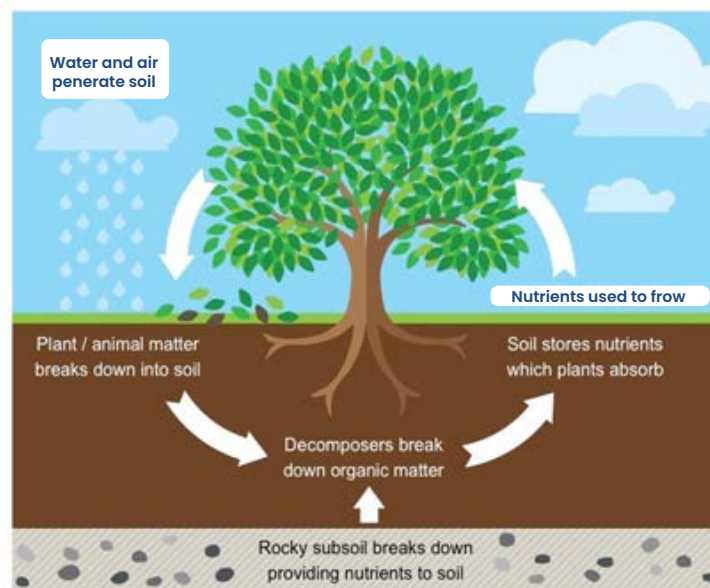 Water and air
penerate soil
Nutrients used to frow
Plant / animal matter
breaks down into soil
Soil stores nutrients
which plants absorb
Decomposers break
down organic matter
Rocky subsoil breaks down
providing nutrients to soil